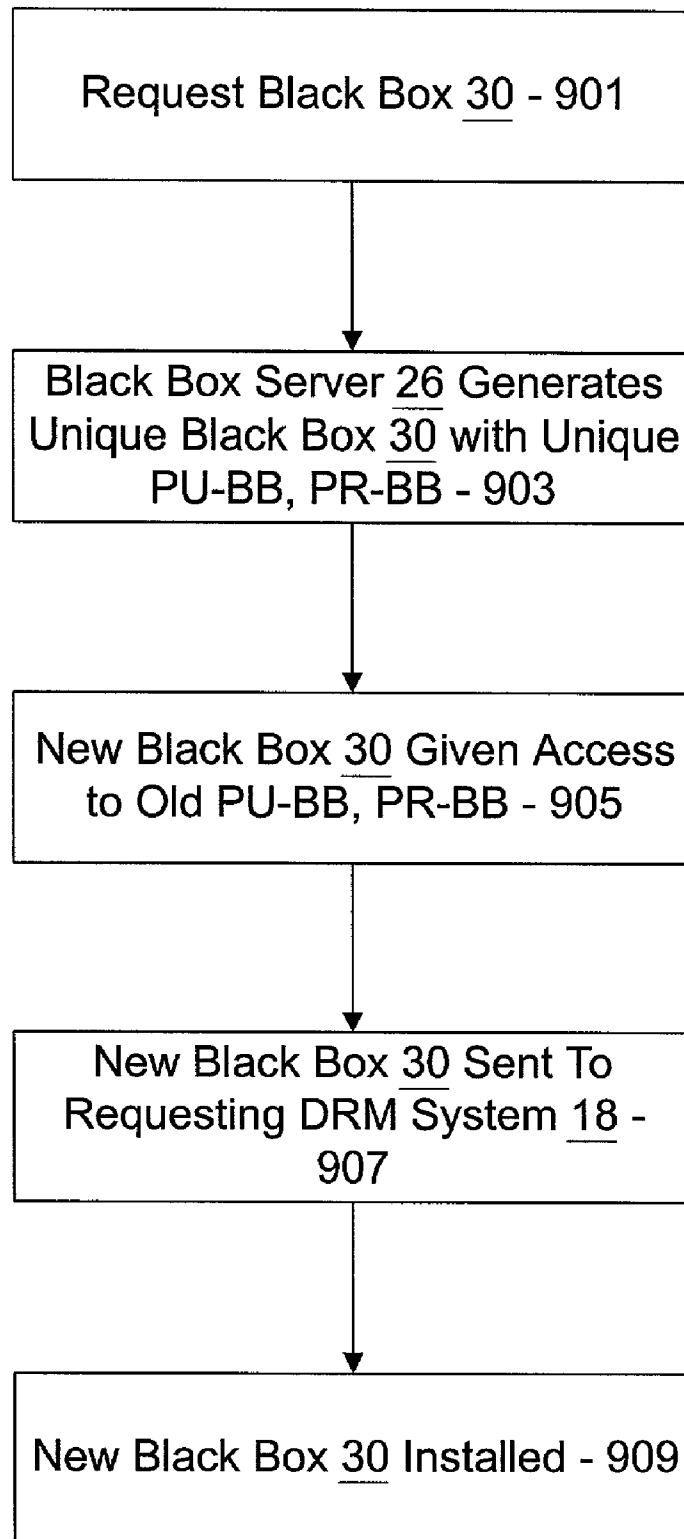 Request Black Box 30 - 901
Black Box Server 26 Generates
Unique Black Box 30 with Unique
PU-BB, PR-BB - 903
New Black Box 30 Given Access
to Old PU-BB, PR-BB - 905
New Black Box 30 Sent To
Requesting DRM System 18 -
907
New Black Box 30 Installed - 909